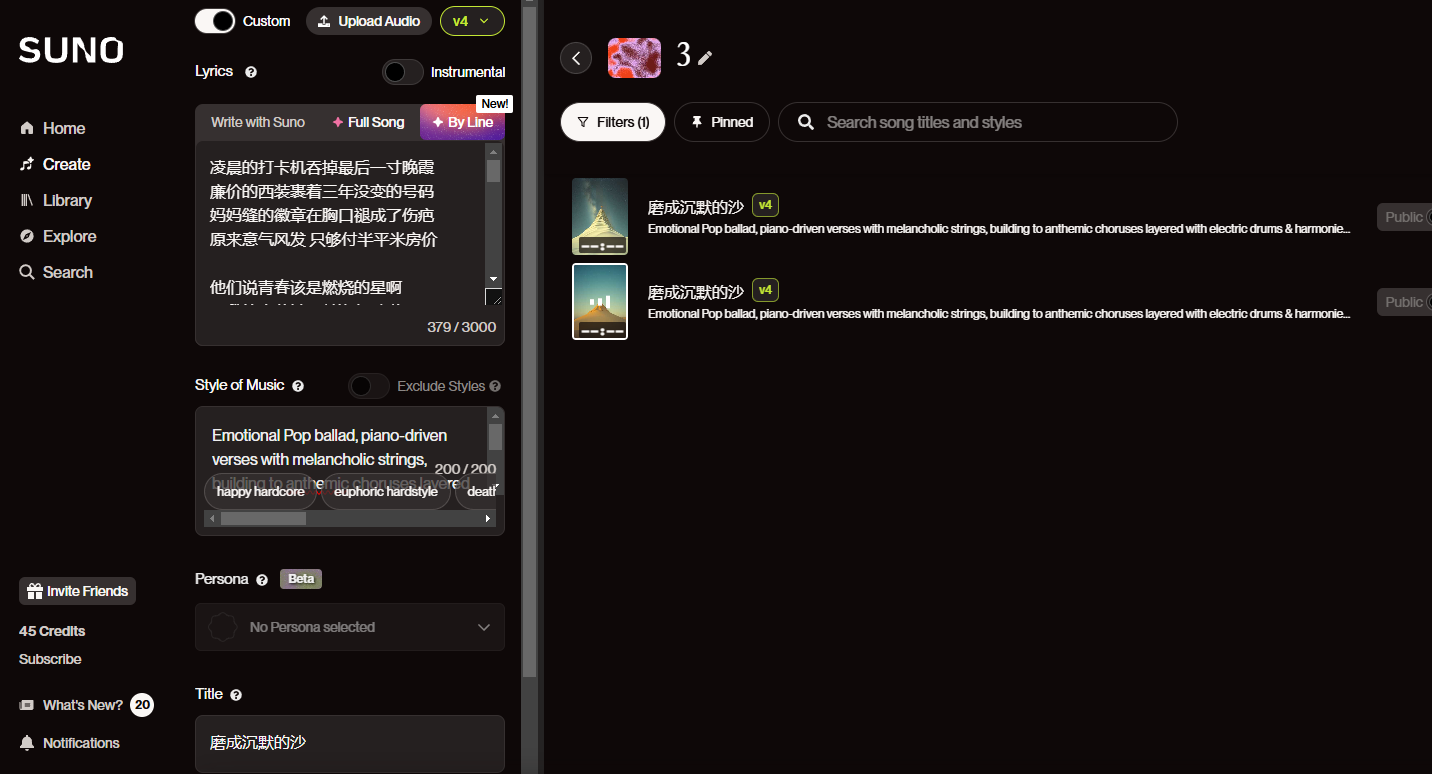 SUNO
Home
Create
Library
Explore
Search
Invite Friends
45 Credits
Subscribe
What's New? 20
Notifications
Custom
Upload Audio
v4
Lyrics
Instrumental
New!
Write with Suno
Full Song
By Line
凌晨的打卡机吞掉最后一寸晚霞
廉价的西装裹着三年没变的号码
妈妈缝的徽章在胸口褪成了伤疤
原来意气风发 只够付半平米房价
他们说青春该是燃烧的星啊
379 / 3000
Style of Music
Exclude Styles
Emotional Pop ballad, piano-driven
verses with melancholic strings,
200 / 200
building to anthemic choruses layered
happy hardcore
euphoric hardstyle
death
Persona
Beta
No Persona selected
Title
磨成沉默的沙
3
Filters (1)
Pinned
Search song titles and styles
磨成沉默的沙 v4
Emotional Pop ballad, piano-driven verses with melancholic strings, building to anthemic choruses layered with electric drums & harmonie...
Public
--:--
磨成沉默的沙 v4
Emotional Pop ballad, piano-driven verses with melancholic strings, building to anthemic choruses layered with electric drums & harmonie...
Public
--:--